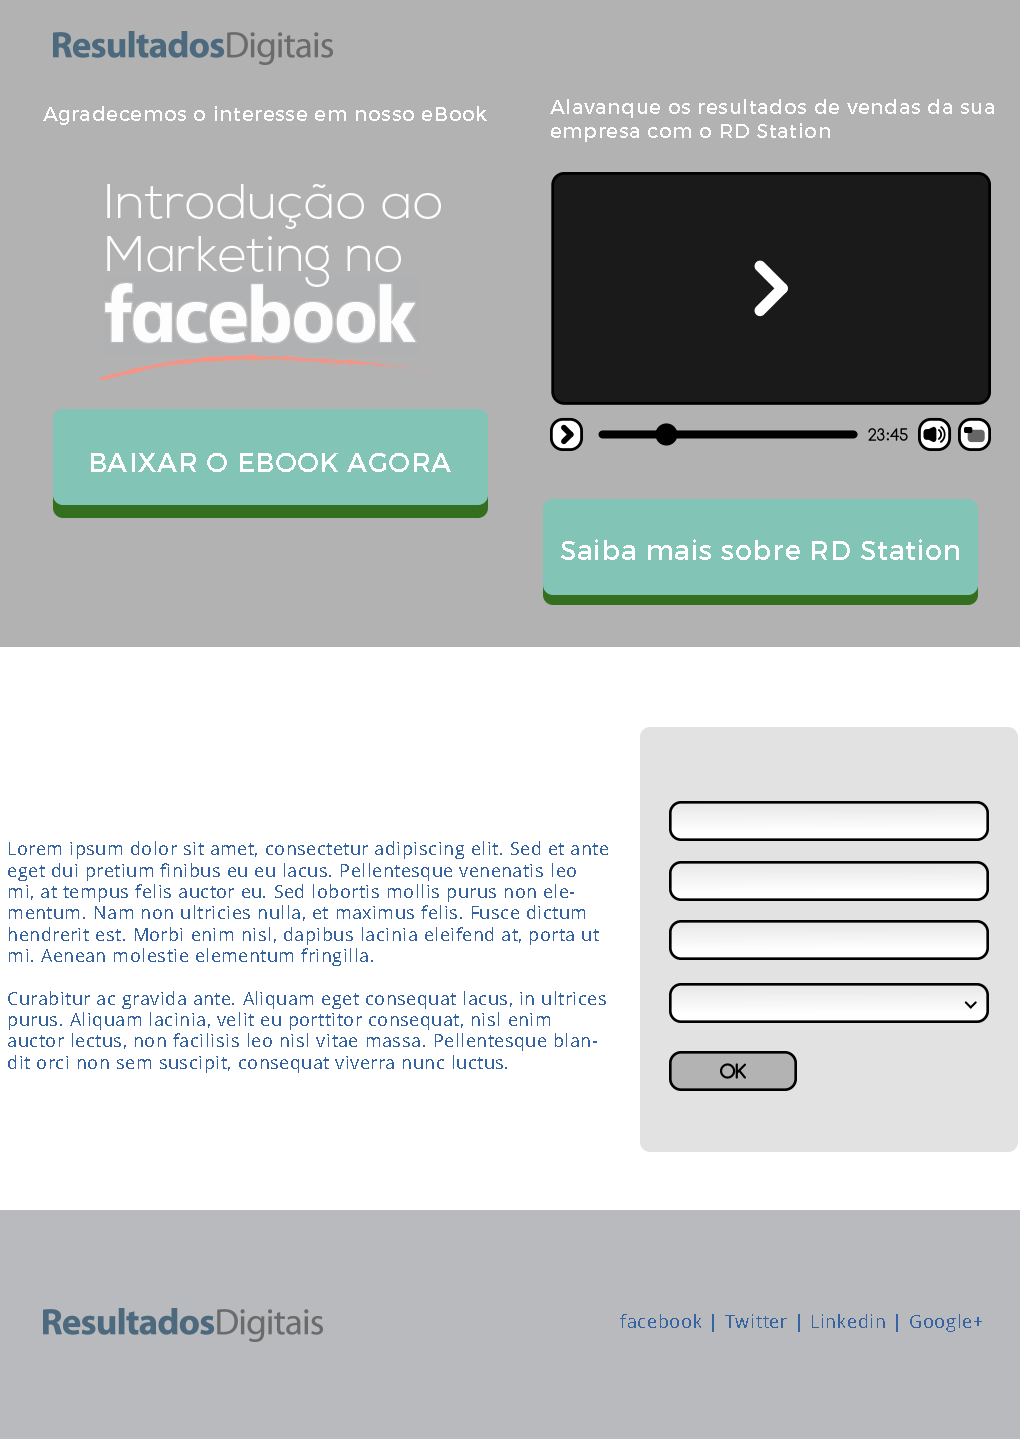 ResultadosDigitais
Agradecemos o interesse em nosso eBook
Introdução ao
Marketing no
facebook
BAIXAR O EBOOK AGORA
Alavanque os resultados de vendas da sua
empresa com o RD Station
23:45
Saiba mais sobre RD Station
Lorem ipsum dolor sit amet, consectetur adipiscing elit. Sed et ante
eget dui pretium finibus eu eu lacus. Pellentesque venenatis leo
mi, at tempus felis auctor eu. Sed lobortis mollis purus non ele-
mentum. Nam non ultricies nulla, et maximus felis. Fusce dictum
hendrerit est. Morbi enim nisl, dapibus lacinia eleifend at, porta ut
mi. Aenean molestie elementum fringilla.
Curabitur ac gravida ante. Aliquam eget consequat lacus, in ultrices
purus. Aliquam lacinia, velit eu porttitor consequat, nisl enim
auctor lectus, non facilisis leo nisl vitae massa. Pellentesque blan-
dit orci non sem suscipit, consequat viverra nunc luctus.
OK
ResultadosDigitais
facebook | Twitter | Linkedin | Google+